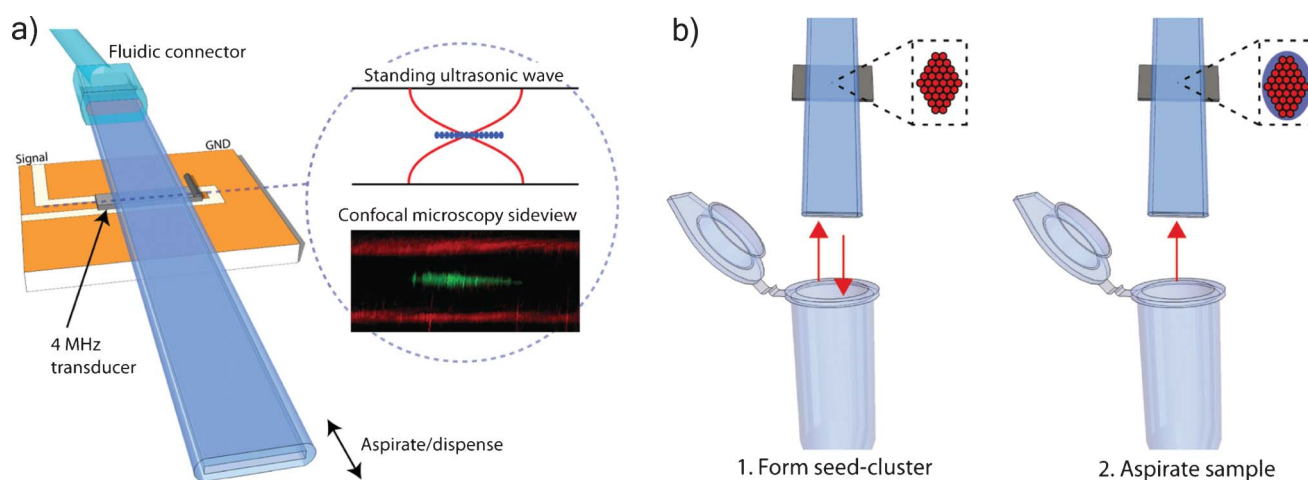 a)
Fluidic connector
Signal
GND
4 MHz
transducer
Aspirate/dispense
Standing ultrasonic wave
Confocal microscopy sideview
b)
1. Form seed-cluster
2. Aspirate sample